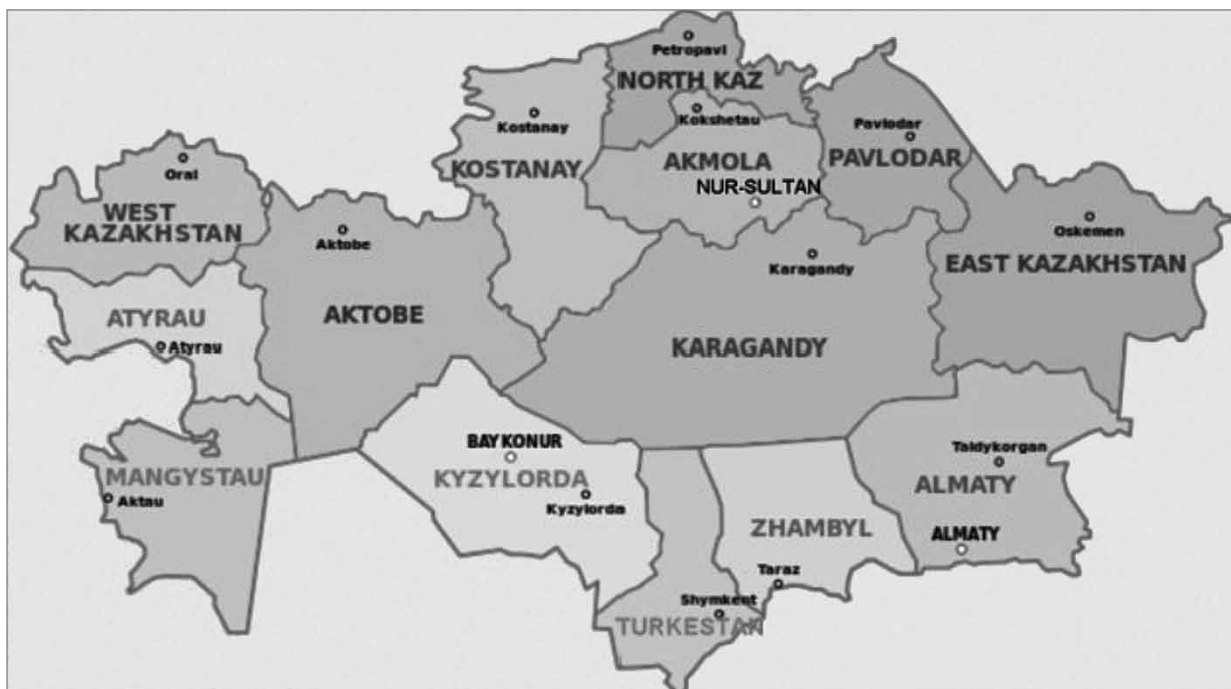 Petropavl
NORTH KAZ
Kostanay
Kokshetau
Pavlodar
KOSTANAY
AKMOLA
PAVLODAR
NUR-SULTAN
Oral
WEST
KAZAKHSTAN
Aktobe
Oskemen
Karagandy
EAST KAZAKHSTAN
ATYRAU
AKTOBE
Atyrau
KARAGANDY
BAYKONUR
Taldykorgan
MANGYSTAU
KYZYLORDA
ALMATY
Aktau
Kyzylorda
ZHAMBYL
ALMATY
Taraz
Shymkent
TURKESTAN